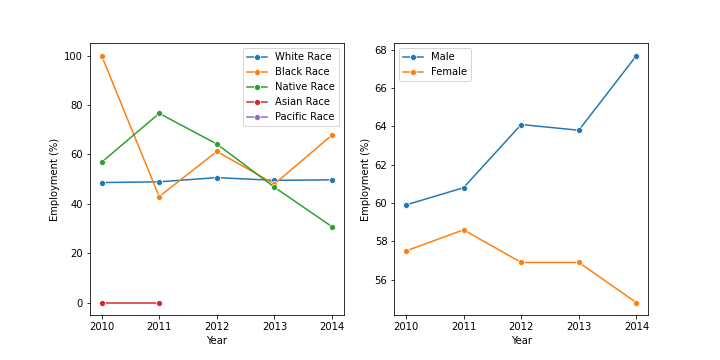 100
80
60
40
20
0
Employment (%)
2010 2011 2012 2013 2014
Year
White Race
Black Race
Native Race
Asian Race
Pacific Race
68
66
64
62
60
58
56
Employment (%)
2010 2011 2012 2013 2014
Year
Male
Female